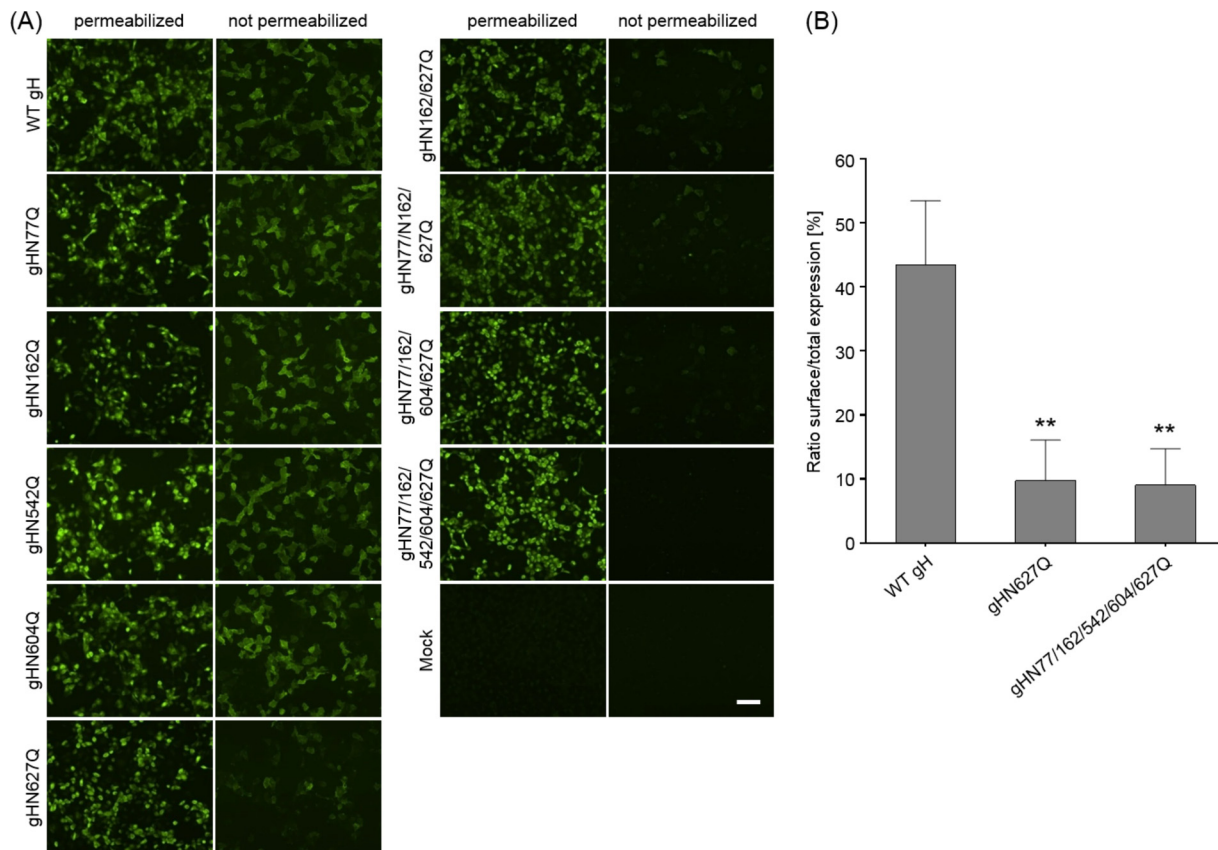 (A)
permeabilized
not permeabilized
WT gH
gHN77Q
gHN162Q
gHN542Q
gHN604Q
gHN627Q
permeabilized
not permeabilized
gHN162/627Q
gHN77/N162/
627Q
gHN77/162/
604/627Q
gHN77/162/
542/604/627Q
Mock
(B)
Ratio surface/total expression [%]
60
50
40
30
20
10
0
**
**
WT gH
gHN627Q
gHN77/162/542/604/627Q